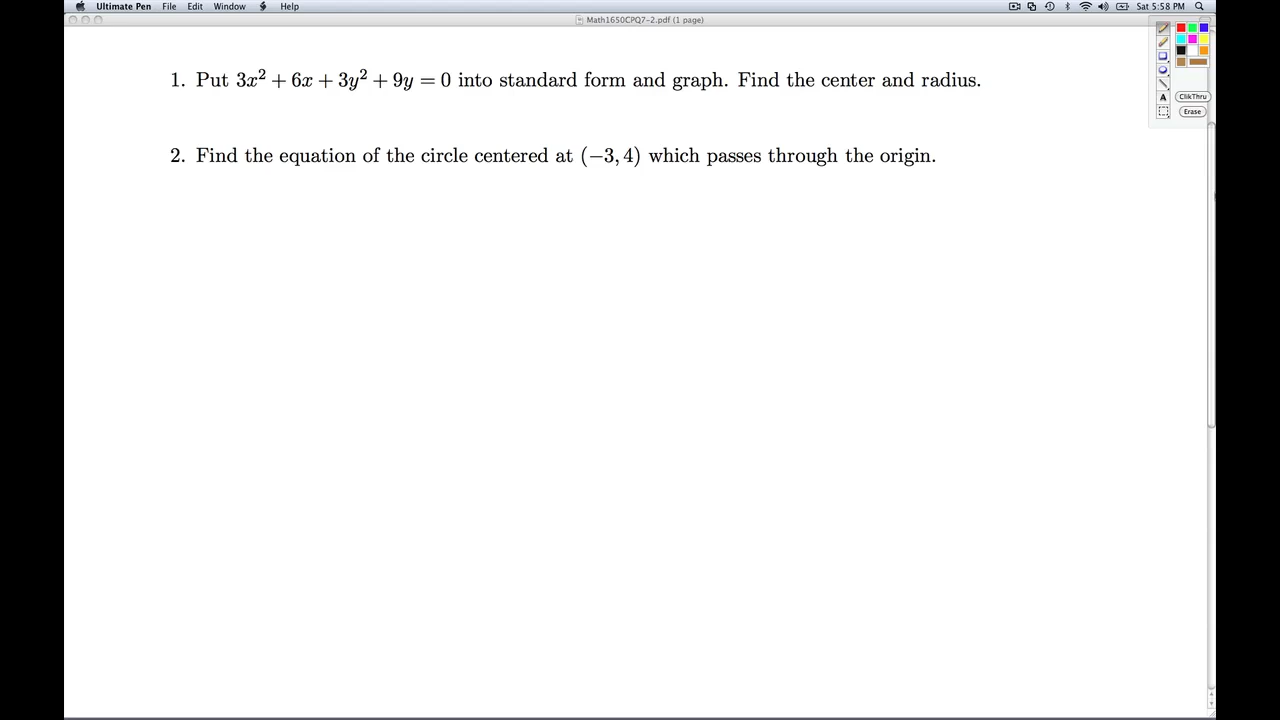 Ultimate Pen File Edit Window Help Sat 5:58 PM
Math1650CPQ7-2.pdf (1 page)
1. Put 3x² + 6x + 3y² + 9y = 0 into standard form and graph. Find the center and radius.
A ClikThru
Erase
2. Find the equation of the circle centered at (−3, 4) which passes through the origin.